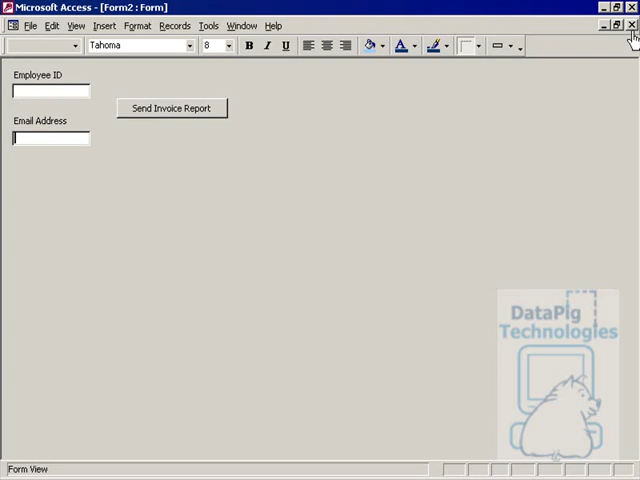 Microsoft Access - [Form2 : Form]
File Edit View Insert Format Records Tools Window Help
Tahoma 8 B I U A
Employee ID
Send Invoice Report
Email Address
DataPig
Technologies
Form View